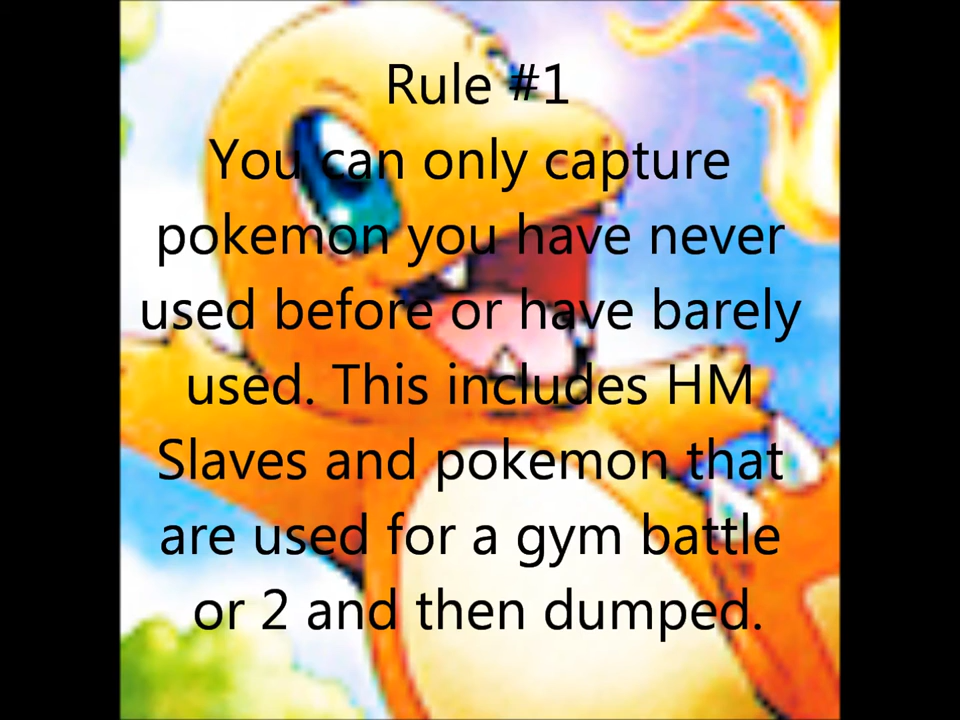 Rule #1
You can only capture
pokemon you have never
used before or have barely
used. This includes HM
Slaves and pokemon that
are used for a gym battle
or 2 and then dumped.